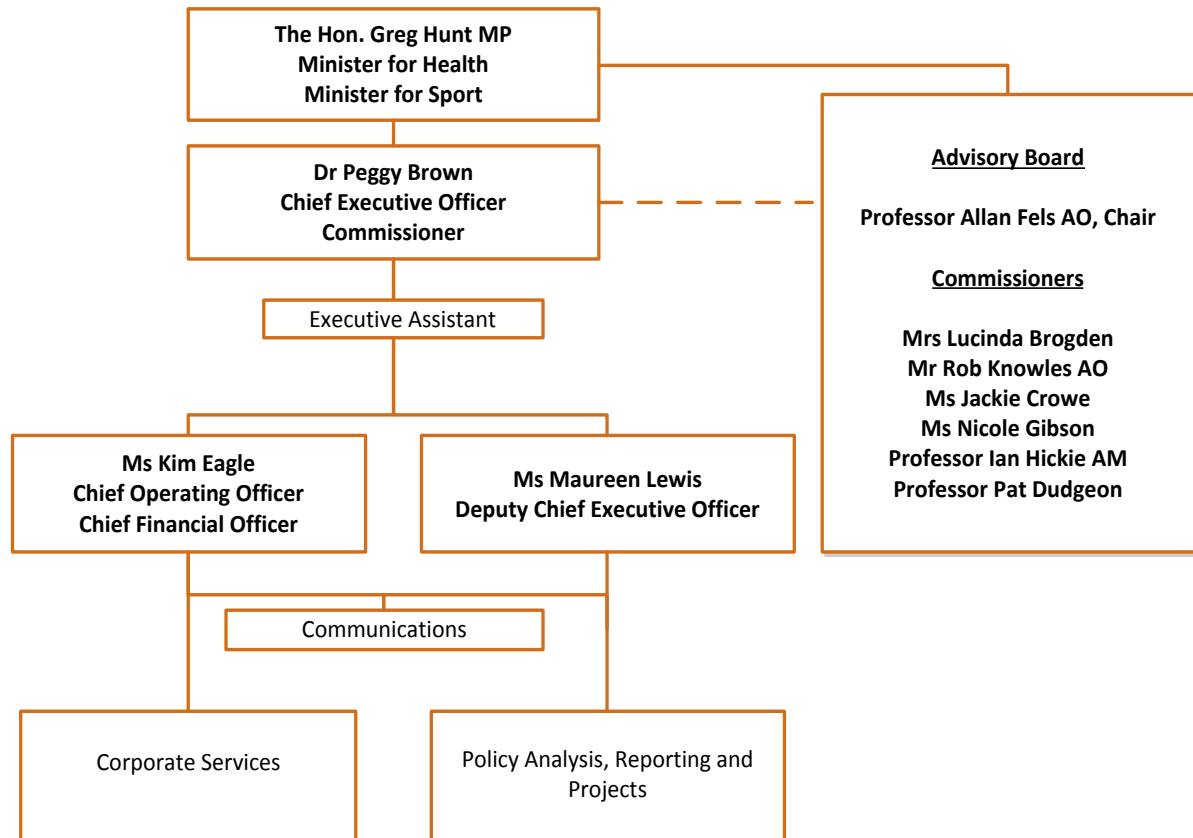 The Hon. Greg Hunt MP
Minister for Health
Minister for Sport
Dr Peggy Brown
Chief Executive Officer
Commissioner
Advisory Board
Professor Allan Fels AO, Chair
Commissioners
Mrs Lucinda Brogden
Mr Rob Knowles AO
Ms Jackie Crowe
Ms Nicole Gibson
Professor Ian Hickie AM
Professor Pat Dudgeon
Executive Assistant
Ms Kim Eagle
Chief Operating Officer
Chief Financial Officer
Ms Maureen Lewis
Deputy Chief Executive Officer
Communications
Corporate Services
Policy Analysis, Reporting and
Projects